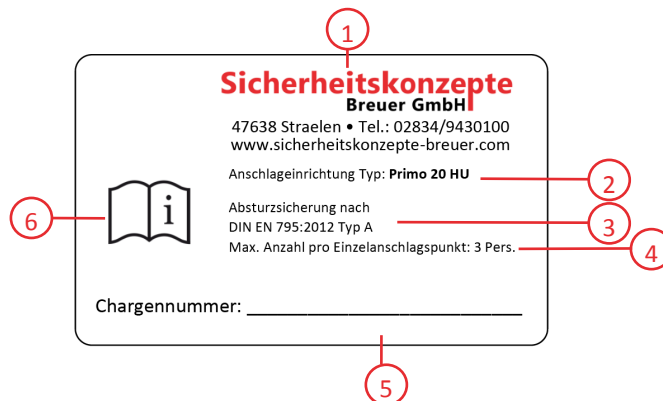 1
Sicherheitskonzepte
Breuer GmbH
47638 Straelen • Tel.: 02834/9430100
www.sicherheitskonzepte-breuer.com
Anschlageinrichtung Typ: Primo 20 HU
2
Absturzsicherung nach
DIN EN 795:2012 Typ A
3
Max. Anzahl pro Einzelanschlagspunkt: 3 Pers.
4
6
i
Chargennummer: ___________________________
5